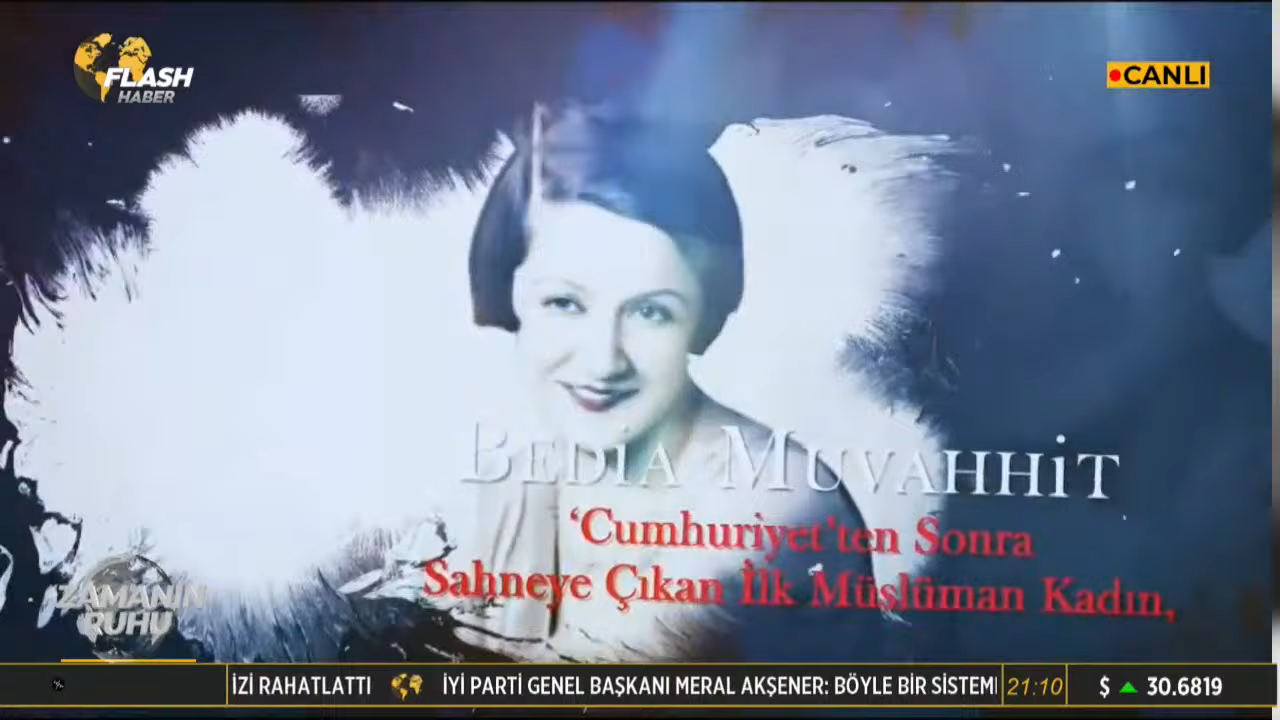 FLASH
HABER
CANLI
BEDİA MUVAHHİT
‘Cumhuriyet’ten Sonra
Sahneye Çıkan İlk Müslüman Kadın,
ZAMANIN
RUHU
İZİ RAHATLATTI İYİ PARTİ GENEL BAŞKANI MERAL AKŞENER: BÖYLE BİR SİSTEMİ 21:10 $ 30.6819